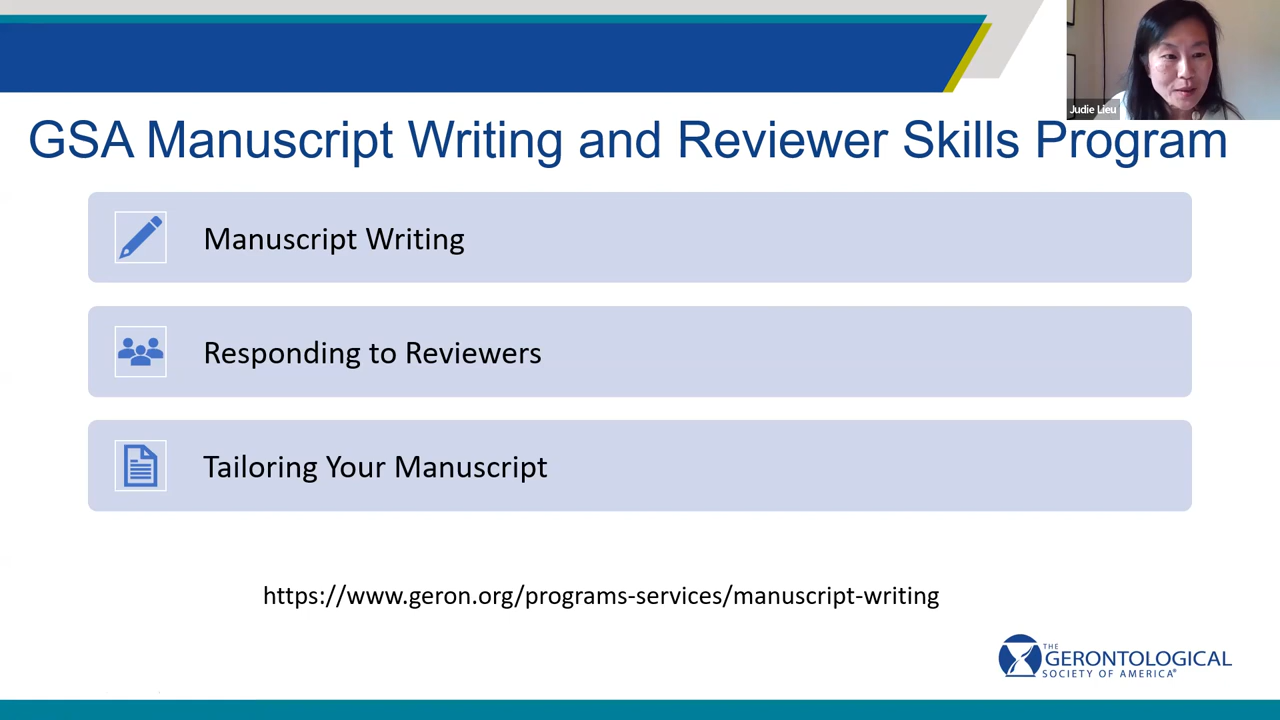 Judie Lieu
GSA Manuscript Writing and Reviewer Skills Program
Manuscript Writing
Responding to Reviewers
Tailoring Your Manuscript
https://www.geron.org/programs-services/manuscript-writing
THE
GERONTOLOGICAL
SOCIETY OF AMERICA®